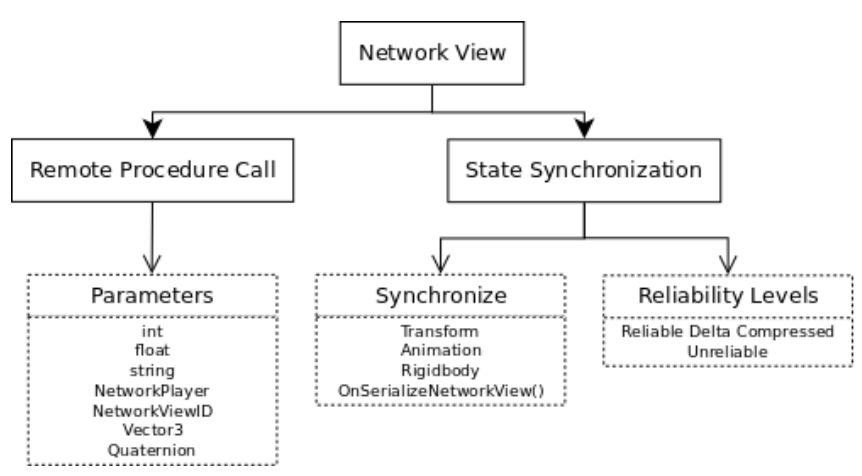 Network View
Remote Procedure Call
State Synchronization
Parameters
int
float
string
NetworkPlayer
NetworkViewID
Vector3
Quaternion
Synchronize
Transform
Animation
Rigidbody
OnSerializeNetworkView()
Reliability Levels
Reliable Delta Compressed
Unreliable